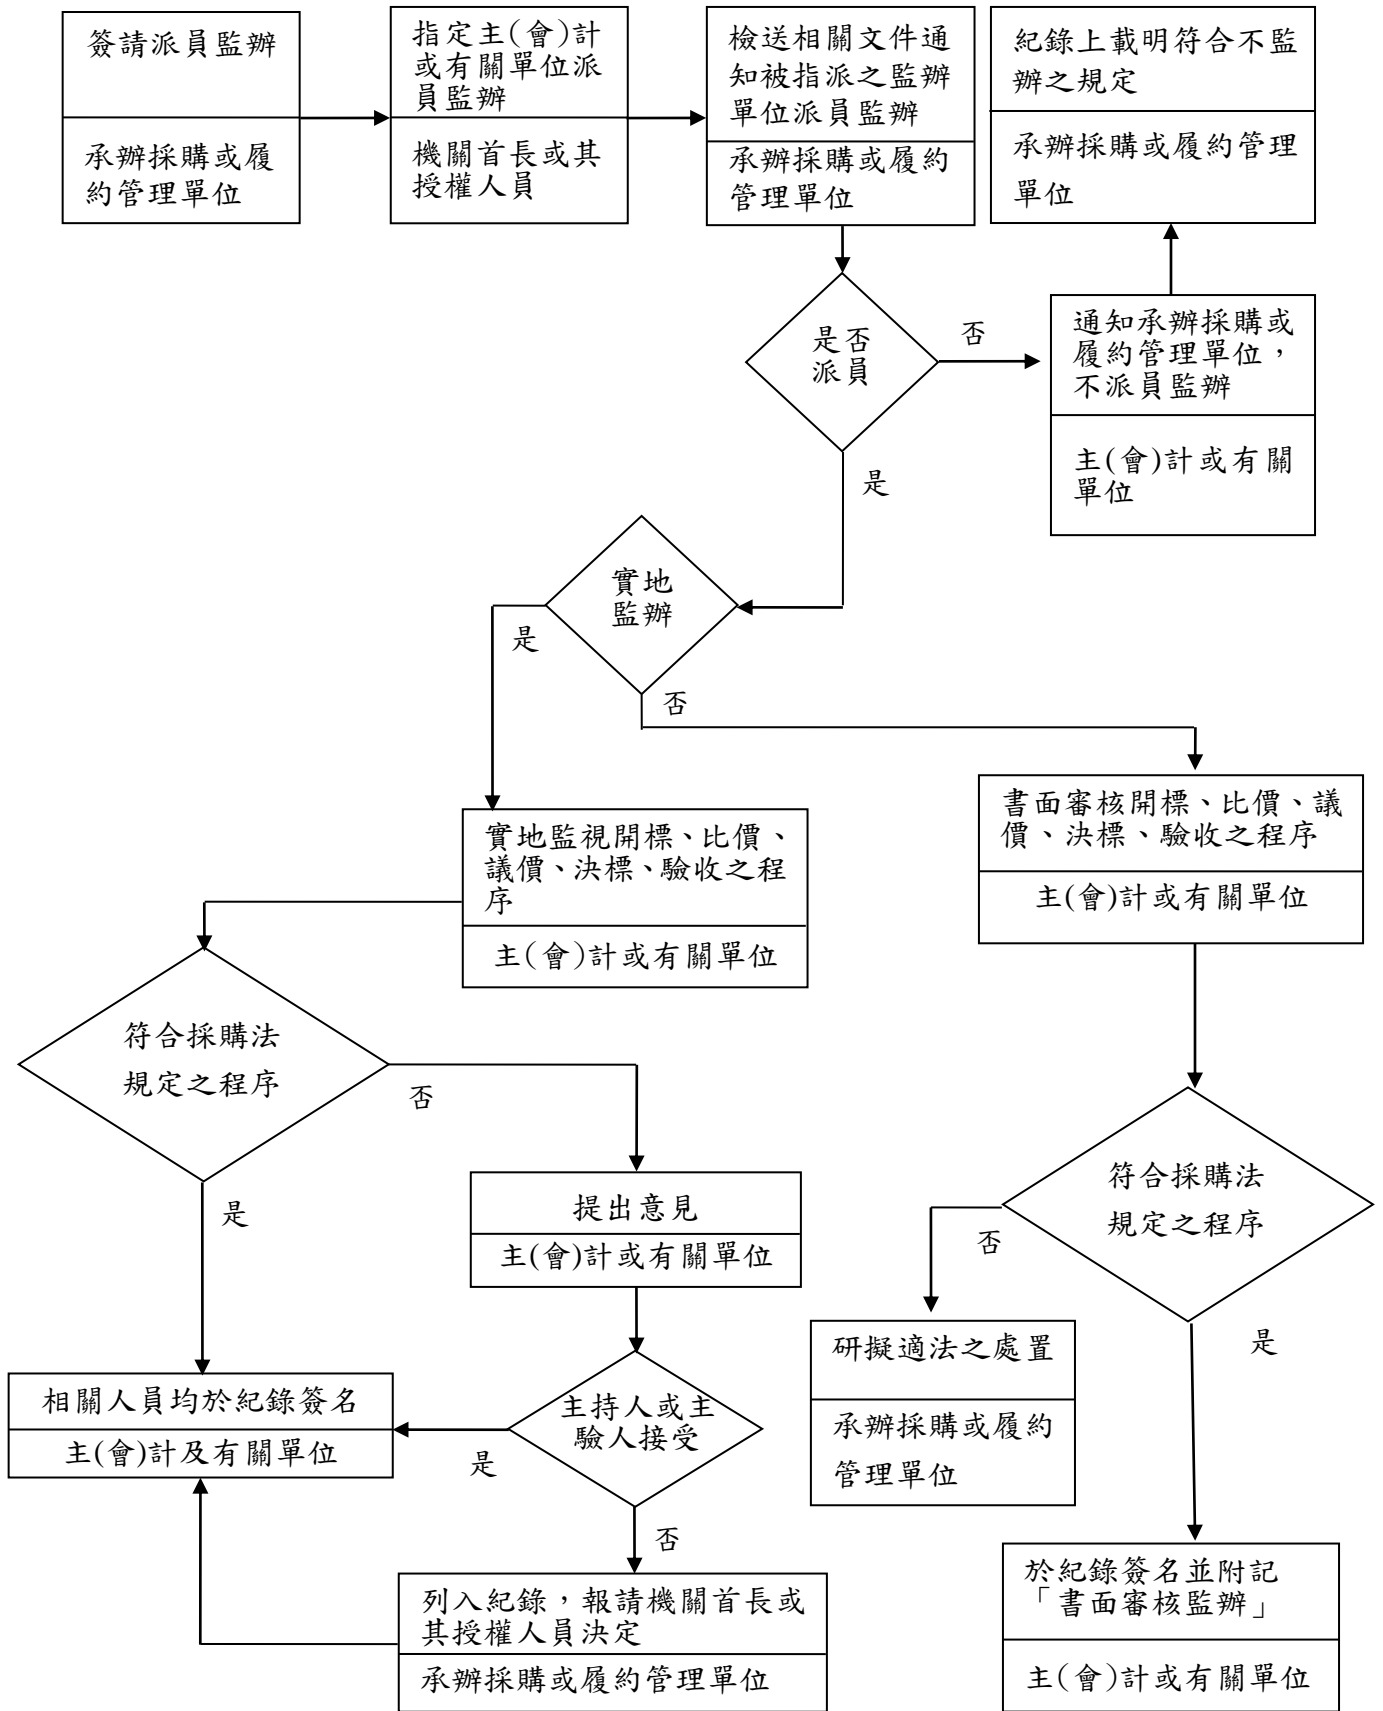 簽請派員監辦
承辦採購或履
約管理單位
指定主(會)計
或有關單位派
員監辦
機關首長或其
授權人員
檢送相關文件通
知被指派之監辦
單位派員監辦
承辦採購或履約
管理單位
紀錄上載明符合不監
辦之規定
承辦採購或履約管理
單位
是否
派員
否
通知承辦採購或
履約管理單位，
不派員監辦
主(會)計或有關
單位
是
實地
監辦
是
否
實地監視開標、比價、
議價、決標、驗收之程
序
主(會)計或有關單位
書面審核開標、比價、議
價、決標、驗收之程序
主(會)計或有關單位
符合採購法
規定之程序
否
是
提出意見
主(會)計或有關單位
符合採購法
規定之程序
否
是
研擬適法之處置
承辦採購或履約
管理單位
相關人員均於紀錄簽名
主(會)計及有關單位
主持人或主
驗人接受
是
否
列入紀錄，報請機關首長或
其授權人員決定
承辦採購或履約管理單位
於紀錄簽名並附記
「書面審核監辦」
主(會)計或有關單位